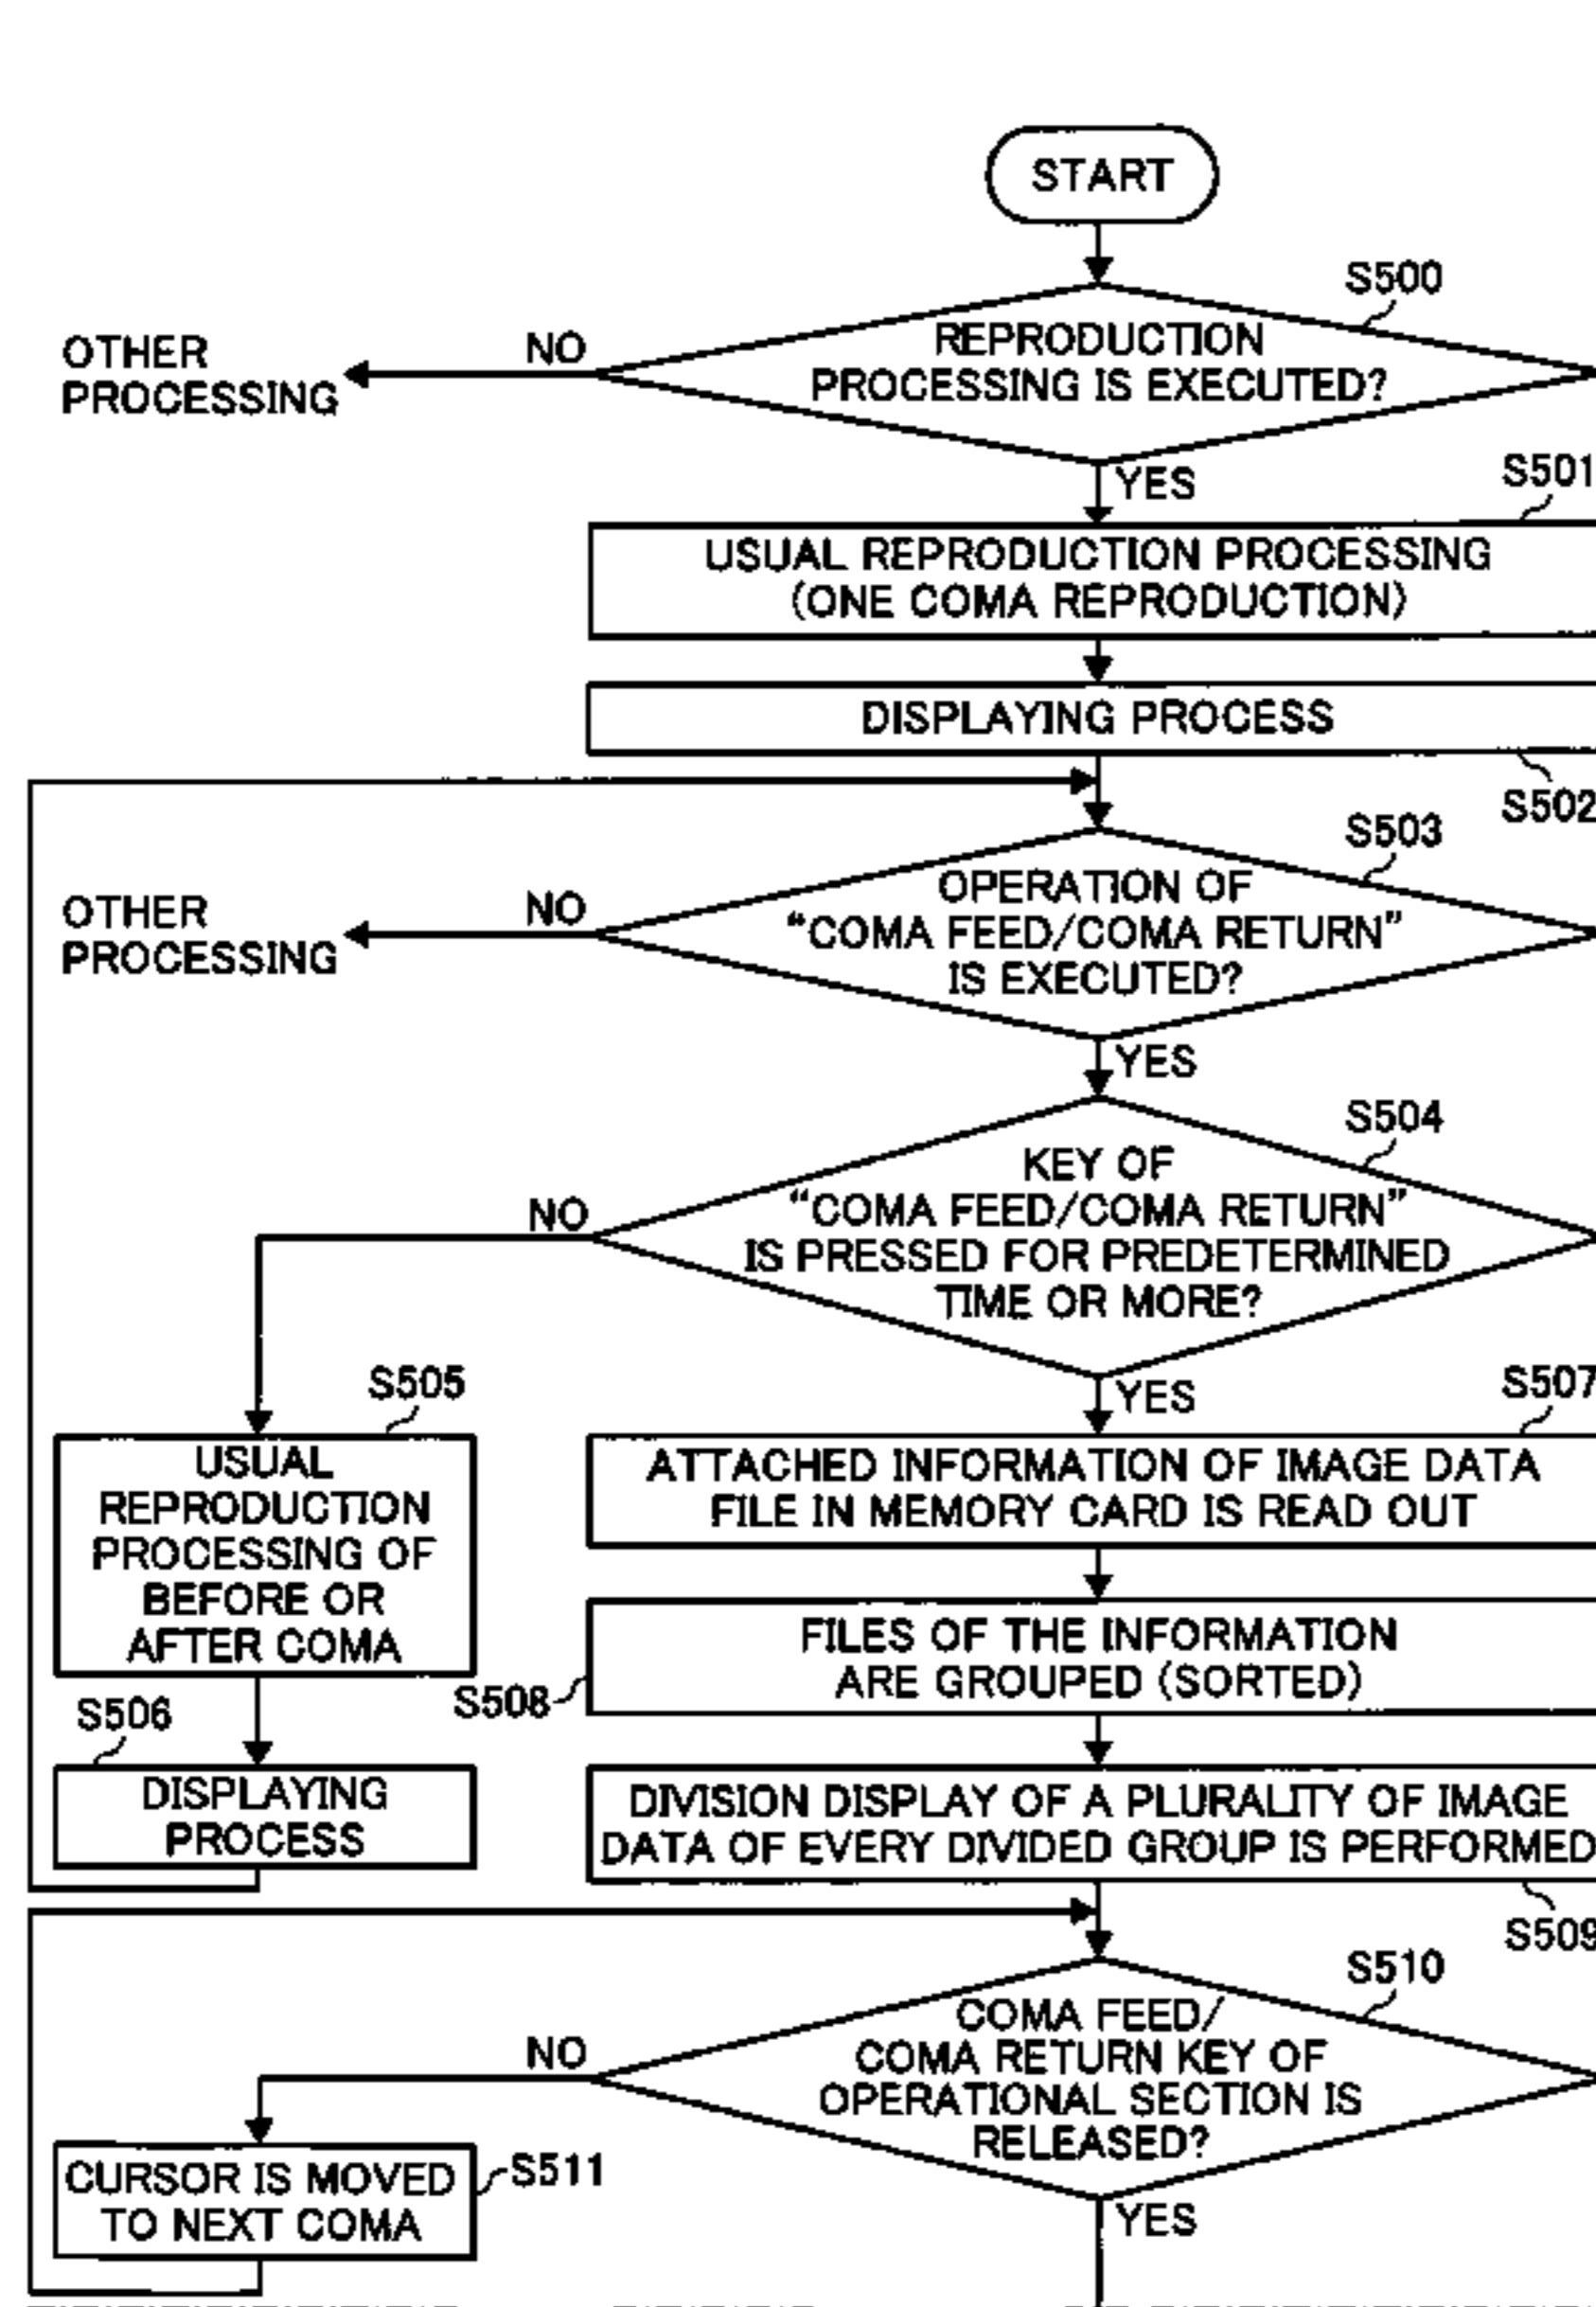 START
S500
REPRODUCTION
PROCESSING IS EXECUTED?
NO
OTHER
PROCESSING
YES
S501
USUAL REPRODUCTION PROCESSING
(ONE COMA REPRODUCTION)
DISPLAYING PROCESS
S502
S503
OPERATION OF
“COMA FEED/COMA RETURN”
IS EXECUTED?
NO
OTHER
PROCESSING
YES
S504
KEY OF
“COMA FEED/COMA RETURN”
IS PRESSED FOR PREDETERMINED
TIME OR MORE?
NO
YES
S505
USUAL
REPRODUCTION
PROCESSING OF
BEFORE OR
AFTER COMA
S506
DISPLAYING
PROCESS
S507
ATTACHED INFORMATION OF IMAGE DATA
FILE IN MEMORY CARD IS READ OUT
FILES OF THE INFORMATION
ARE GROUPED (SORTED)
S508
DIVISION DISPLAY OF A PLURALITY OF IMAGE
DATA OF EVERY DIVIDED GROUP IS PERFORMED
S509
S510
COMA FEED/
COMA RETURN KEY OF
OPERATIONAL SECTION IS
RELEASED?
NO
CURSOR IS MOVED
TO NEXT COMA
S511
YES